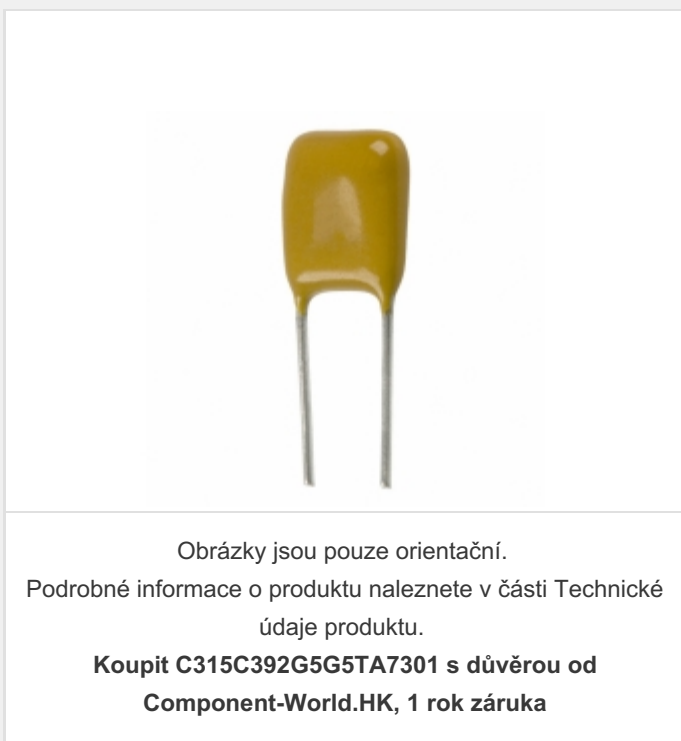 Obrázky jsou pouze orientační.
Podrobné informace o produktu naleznete v části Technické
údaje produktu.
Koupit C315C392G5G5TA7301 s důvěrou od
Component-World.HK, 1 rok záruka